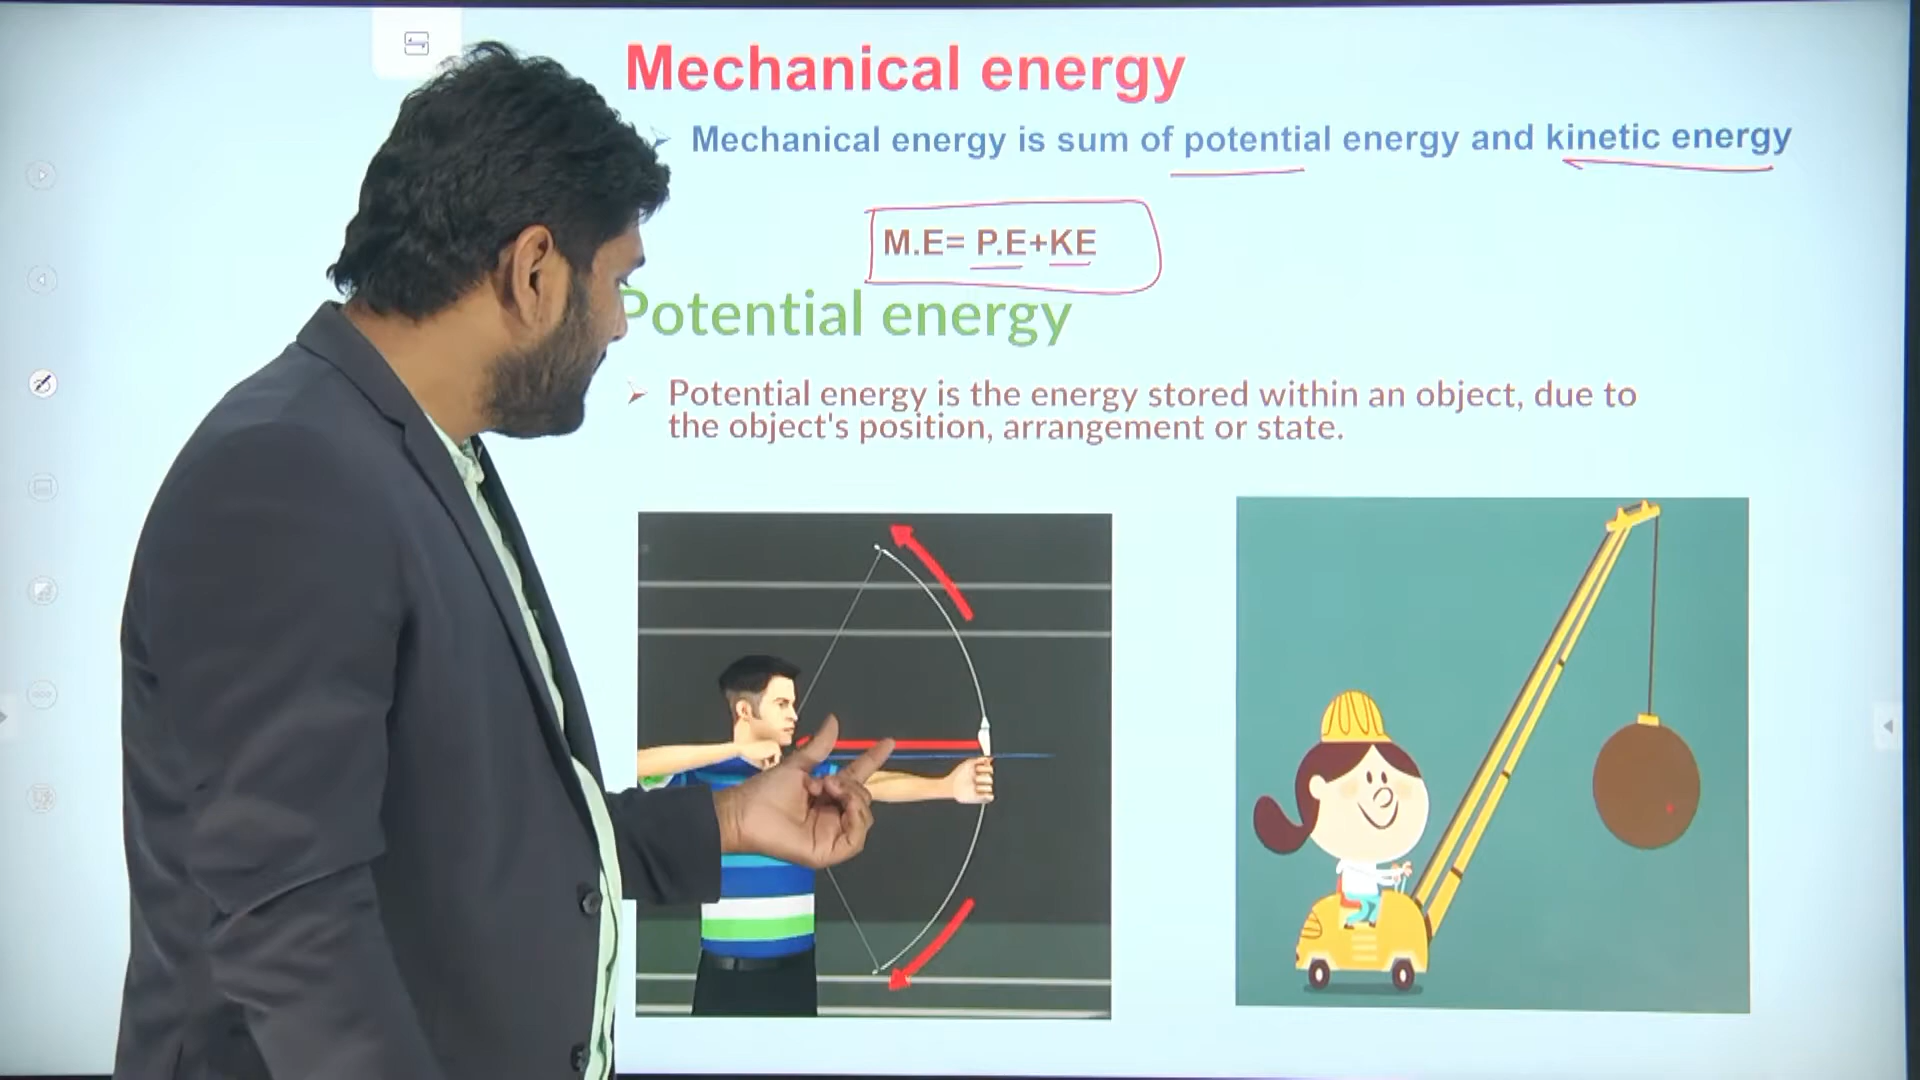 Mechanical energy
➢ Mechanical energy is sum of potential energy and kinetic energy
M.E= P.E+KE
Potential energy
➢ Potential energy is the energy stored within an object, due to
the object's position, arrangement or state.